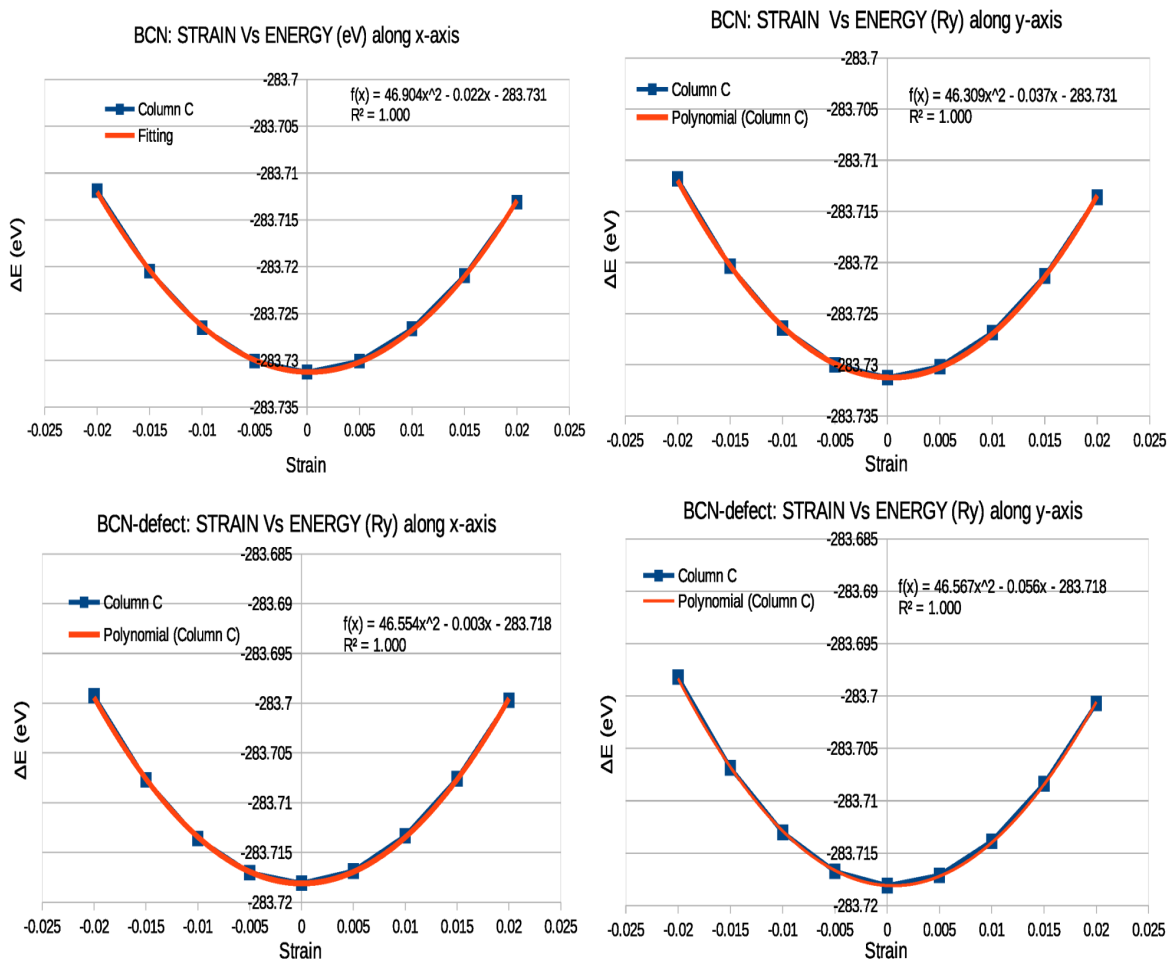 BCN: STRAIN Vs ENERGY (eV) along x-axis
-283.7
f(x) = 46.904x^2 - 0.022x - 283.731
R² = 1.000
Column C
Fitting
-283.705
-283.71
-283.715
-283.72
-283.725
-283.73
-283.735
ΔE (eV)
-0.025 -0.02 -0.015 -0.01 -0.005 0 0.005 0.01 0.015 0.02 0.025
Strain
BCN: STRAIN Vs ENERGY (Ry) along y-axis
-283.7
Column C
Polynomial (Column C)
f(x) = 46.309x^2 - 0.037x - 283.731
R² = 1.000
-283.705
-283.71
-283.715
-283.72
-283.725
-283.73
-283.735
ΔE (eV)
-0.025 -0.02 -0.015 -0.01 -0.005 0 0.005 0.01 0.015 0.02 0.025
Strain
BCN-defect: STRAIN Vs ENERGY (Ry) along x-axis
-283.685
Column C
Polynomial (Column C)
f(x) = 46.554x^2 - 0.003x - 283.718
R² = 1.000
-283.69
-283.695
-283.7
-283.705
-283.71
-283.715
-283.72
ΔE (eV)
-0.025 -0.02 -0.015 -0.01 -0.005 0 0.005 0.01 0.015 0.02 0.025
Strain
BCN-defect: STRAIN Vs ENERGY (Ry) along y-axis
-283.685
Column C
Polynomial (Column C)
f(x) = 46.567x^2 - 0.056x - 283.718
R² = 1.000
-283.69
-283.695
-283.7
-283.705
-283.71
-283.715
-283.72
ΔE (eV)
-0.025 -0.02 -0.015 -0.01 -0.005 0 0.005 0.01 0.015 0.02 0.025
Strain